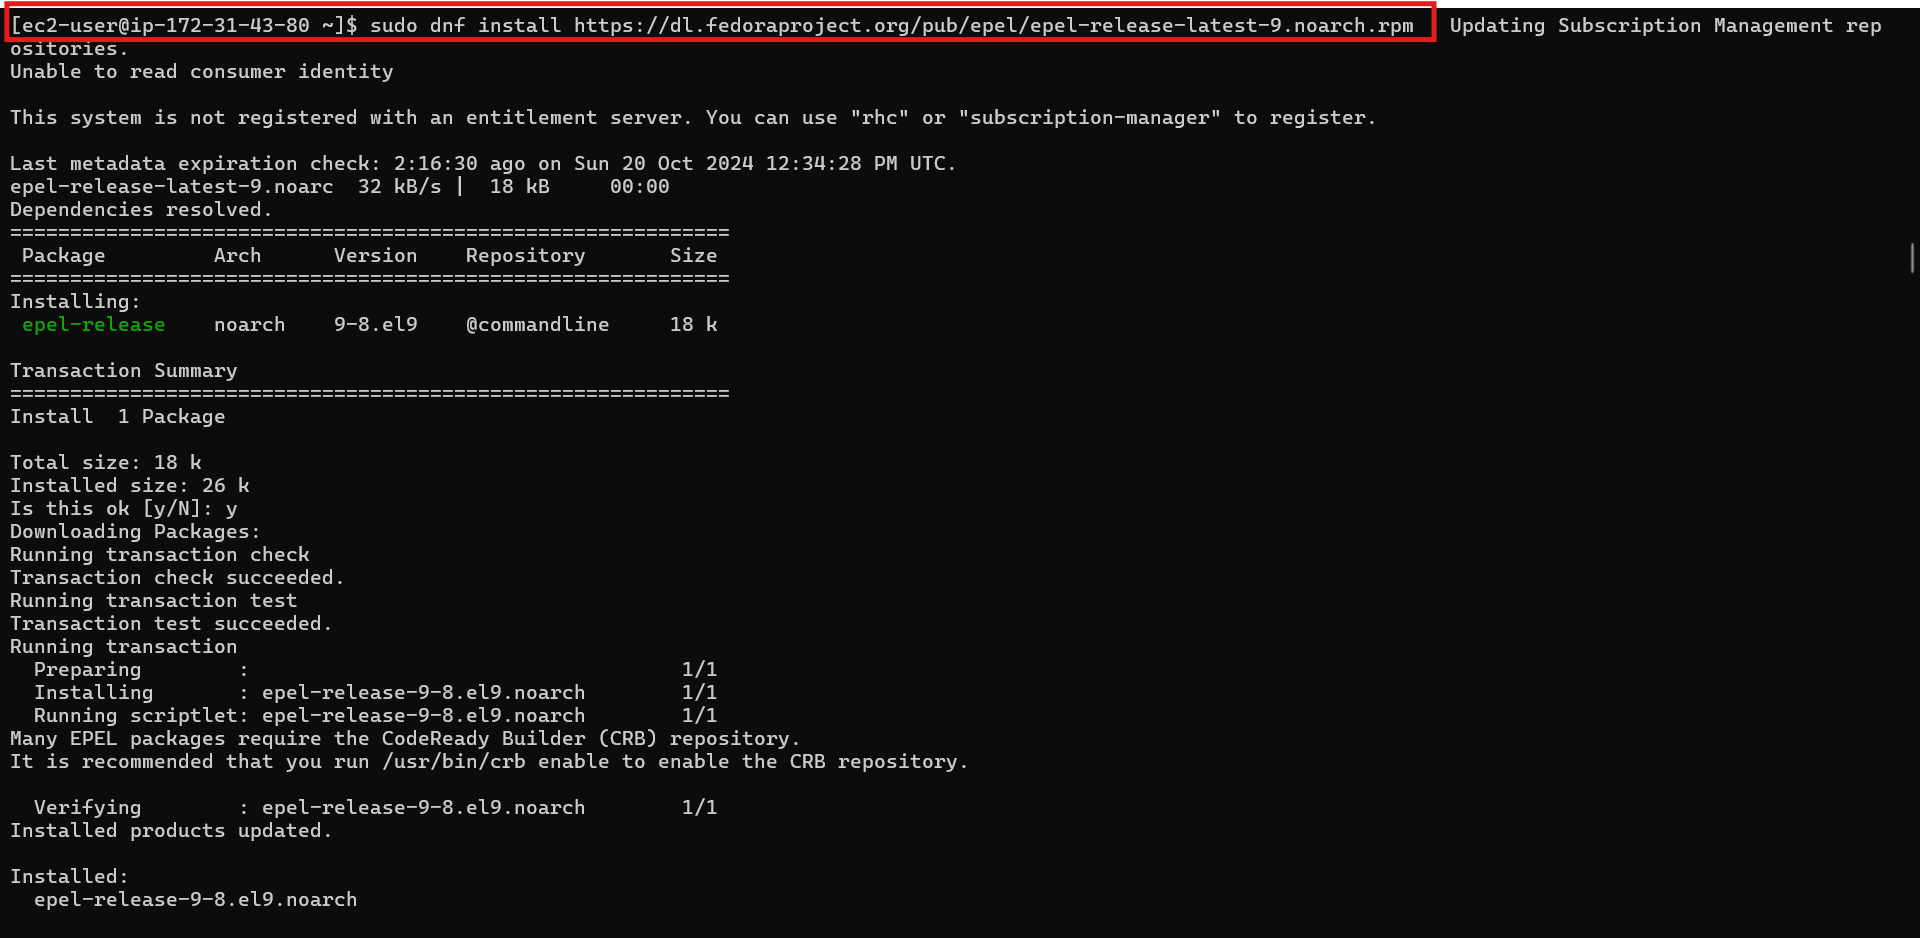 [ec2-user@ip-172-31-43-80 ~]$ sudo dnf install https://dl.fedoraproject.org/pub/epel/epel-release-latest-9.noarch.rpm   Updating Subscription Management rep
ositories.
Unable to read consumer identity

This system is not registered with an entitlement server. You can use "rhc" or "subscription-manager" to register.

Last metadata expiration check: 2:16:30 ago on Sun 20 Oct 2024 12:34:28 PM UTC.
epel-release-latest-9.noarc  32 kB/s |  18 kB     00:00
Dependencies resolved.
============================================================
 Package         Arch      Version    Repository       Size
============================================================
Installing:
 epel-release    noarch    9-8.el9    @commandline     18 k

Transaction Summary
============================================================
Install  1 Package

Total size: 18 k
Installed size: 26 k
Is this ok [y/N]: y
Downloading Packages:
Running transaction check
Transaction check succeeded.
Running transaction test
Transaction test succeeded.
Running transaction
  Preparing        :                                    1/1
  Installing       : epel-release-9-8.el9.noarch        1/1
  Running scriptlet: epel-release-9-8.el9.noarch        1/1
Many EPEL packages require the CodeReady Builder (CRB) repository.
It is recommended that you run /usr/bin/crb enable to enable the CRB repository.

  Verifying        : epel-release-9-8.el9.noarch        1/1
Installed products updated.

Installed:
  epel-release-9-8.el9.noarch